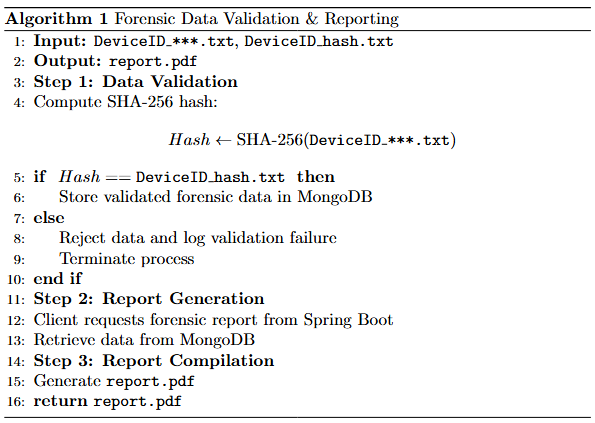 Algorithm 1 Forensic Data Validation & Reporting
1: Input: DeviceID_***.txt, DeviceID_hash.txt
2: Output: report.pdf
3: Step 1: Data Validation
4: Compute SHA-256 hash:
Hash ← SHA-256(DeviceID_***.txt)
5: if Hash == DeviceID_hash.txt then
6: Store validated forensic data in MongoDB
7: else
8: Reject data and log validation failure
9: Terminate process
10: end if
11: Step 2: Report Generation
12: Client requests forensic report from Spring Boot
13: Retrieve data from MongoDB
14: Step 3: Report Compilation
15: Generate report.pdf
16: return report.pdf